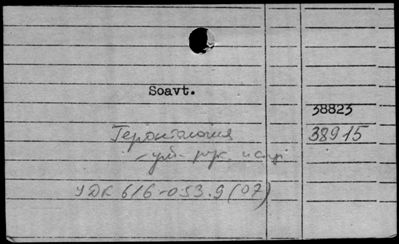 Soavt.
38823
Геронтология 38915
УДК 616-053.9(07)